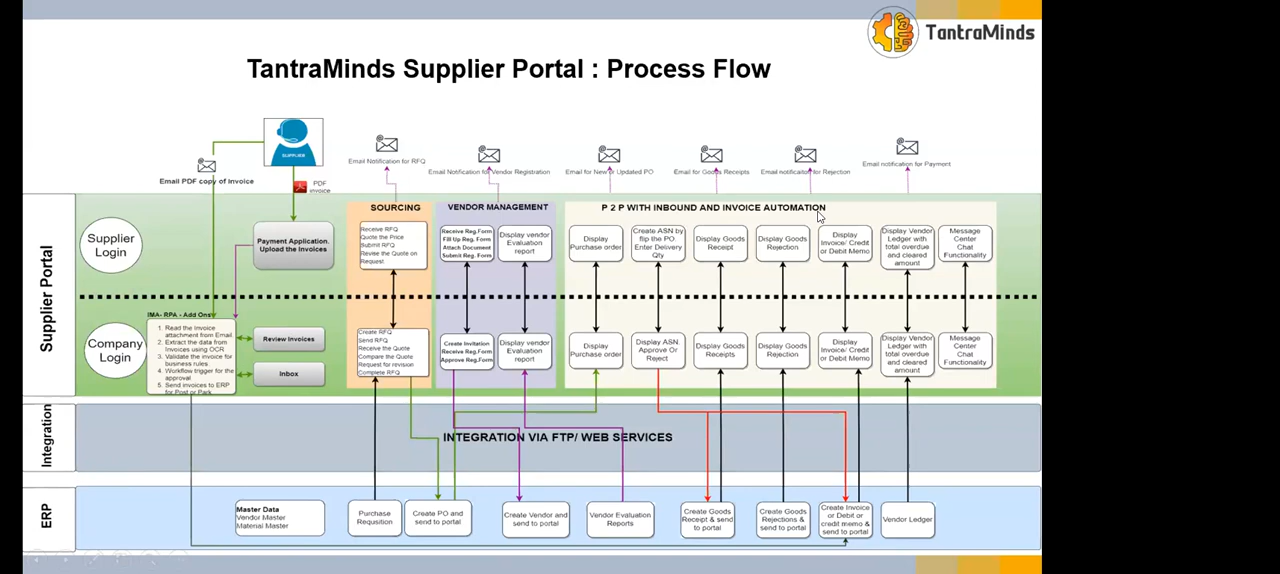 TantraMinds
TantraMinds Supplier Portal : Process Flow
SUPPLIER
Email PDF copy of Invoice
PDF
invoice
Email Notification for RFQ
Email Notification for Vendor Registration
Email for New or Updated PO
Email for Goods Receipts
Email notification for Rejection
Email notification for Payment
Supplier Portal
Supplier
Login
Payment Application.
Upload the Invoices
SOURCING
Receive RFQ
Quote the Price
Submit RFQ
Revise the Quote on
Request
VENDOR MANAGEMENT
Receive Reg.Form
Fill Up Reg. Form
Attach Document
Submit Reg. Form
Display vendor
Evaluation
report
P 2 P WITH INBOUND AND INVOICE AUTOMATION
Display
Purchase order
Create ASN by
flip the PO.
Enter Delivery
Qty
Display Goods
Receipt
Display Goods
Rejection
Display
Invoice/ Credit
or Debit Memo
Display Vendor
Ledger with
total overdue
and cleared
amount
Message
Center
Chat
Functionality
Company
Login
IMA- RPA - Add Ons
1. Read the Invoice
attachment from Email
2. Extract the data from
Invoices using OCR
3. Validate the invoice for
business rules
4. Workflow trigger for the
approval
5. Send invoices to ERP
for Post or Park
Review Invoices
Inbox
Create RFQ
Send RFQ
Receive the Quote
Compare the Quote
Request for revision
Complete RFQ
Create Invitation
Receive Reg.Form
Approve Reg.Form
Display vendor
Evaluation
report
Display
Purchase order
Display ASN.
Approve Or
Reject
Display Goods
Receipts
Display Goods
Rejection
Display
Invoice/ Credit
or Debit Memo
Display Vendor
Ledger with
total overdue
and cleared
amount
Message
Center
Chat
Functionality
Integration
INTEGRATION VIA FTP/ WEB SERVICES
ERP
Master Data
Vendor Master
Material Master
Purchase
Requsition
Create PO and
send to portal
Create Vendor and
send to portal
Vendor Evaluation
Reports
Create Goods
Receipt & send
to portal
Create Goods
Rejections &
send to portal
Create Invoice
or Debit or
credit memo &
send to portal
Vendor Ledger